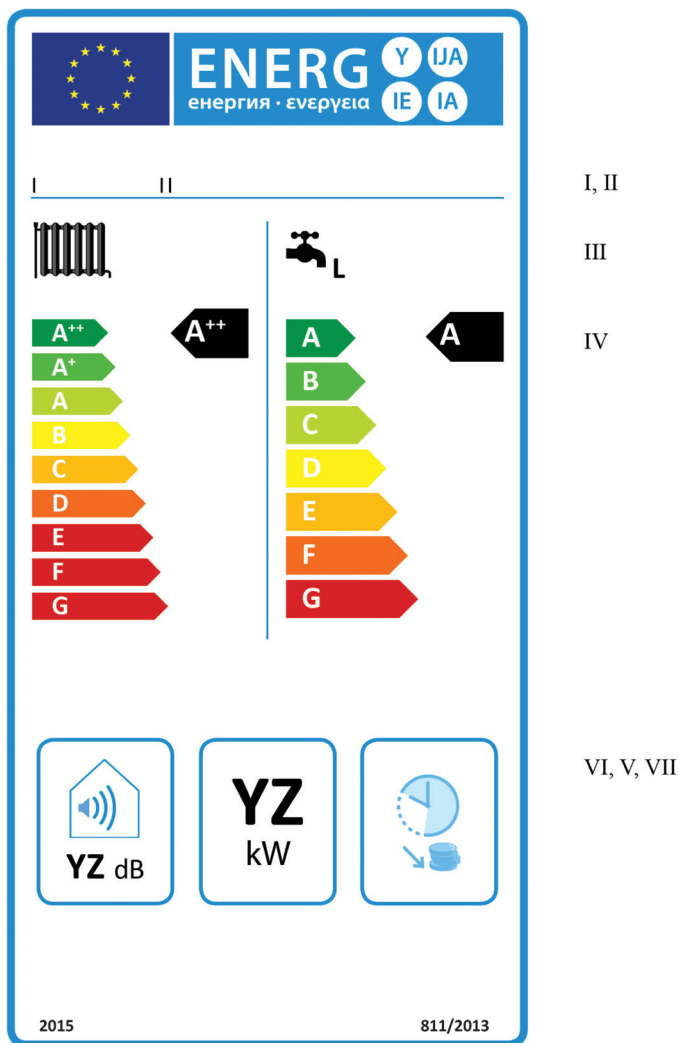 ENERG Y IJA
енергия · ενεργεια IE IA
I II I, II
III
L
A++ A++ A A IV
A+ B
A C
B D
C E
D F
E G
F
G
VI, V, VII
YZ dB YZ kW
2015 811/2013